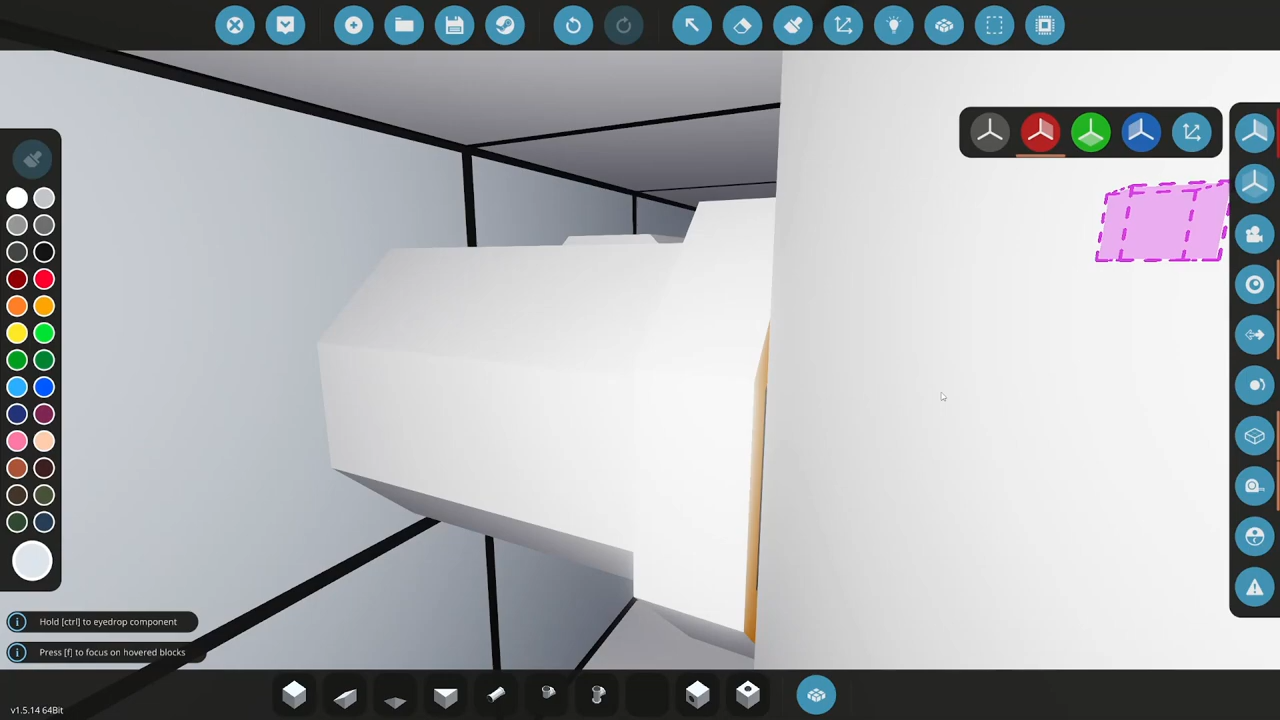 Hold [ctrl] to eyedrop component
Press [f] to focus on hovered blocks
v1.5.14 64Bit